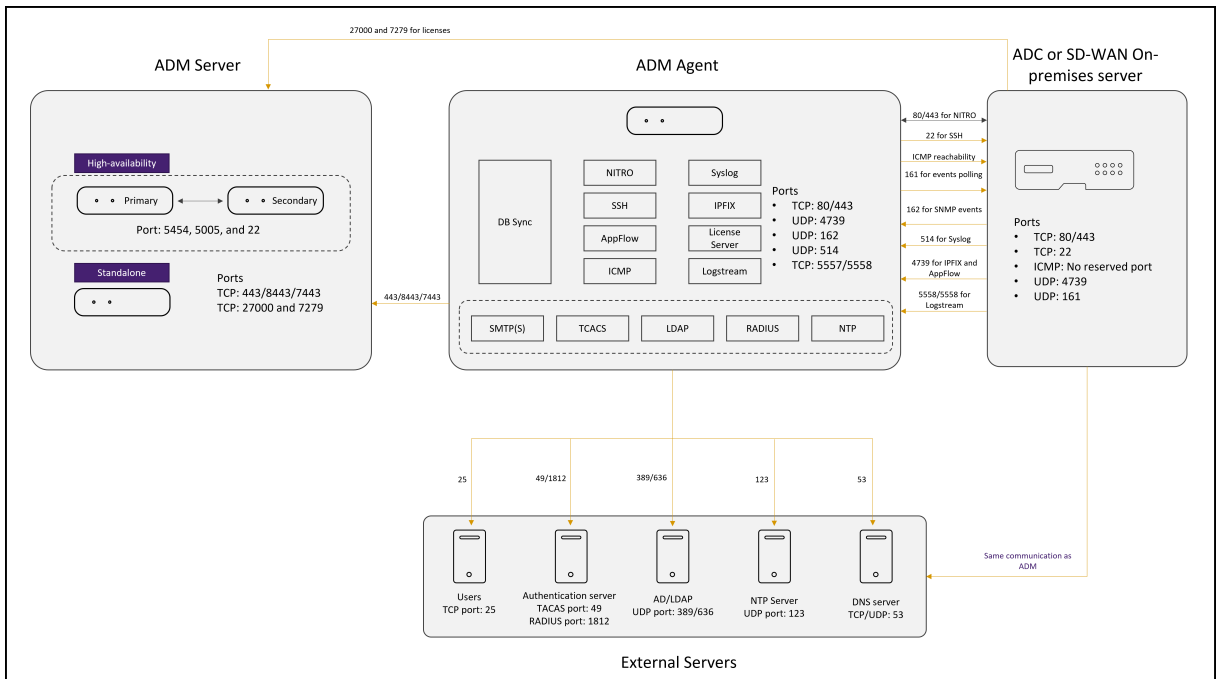 27000 and 7279 for licenses
ADM Server
ADM Agent
ADC or SD-WAN On-
premises server
High-availability
Primary
Secondary
Port: 5454, 5005, and 22
Standalone
Ports
TCP: 443/8443/7443
TCP: 27000 and 7279
443/8443/7443
DB Sync
NITRO
Syslog
SSH
IPFIX
AppFlow
License
Server
ICMP
Logstream
Ports
• TCP: 80/443
• UDP: 4739
• UDP: 162
• UDP: 514
• TCP: 5557/5558
SMTP(S)
TCACS
LDAP
RADIUS
NTP
80/443 for NITRO
22 for SSH
ICMP reachability
161 for events polling
162 for SNMP events
514 for Syslog
4739 for IPFIX and
AppFlow
5558/5558 for
Logstream
Ports
• TCP: 80/443
• TCP: 22
• ICMP: No reserved port
• UDP: 4739
• UDP: 161
25
49/1812
389/636
123
53
Users
TCP port: 25
Authentication server
TACAS port: 49
RADIUS port: 1812
AD/LDAP
UDP port: 389/636
NTP Server
UDP port: 123
DNS server
TCP/UDP: 53
Same communication as
ADM
External Servers